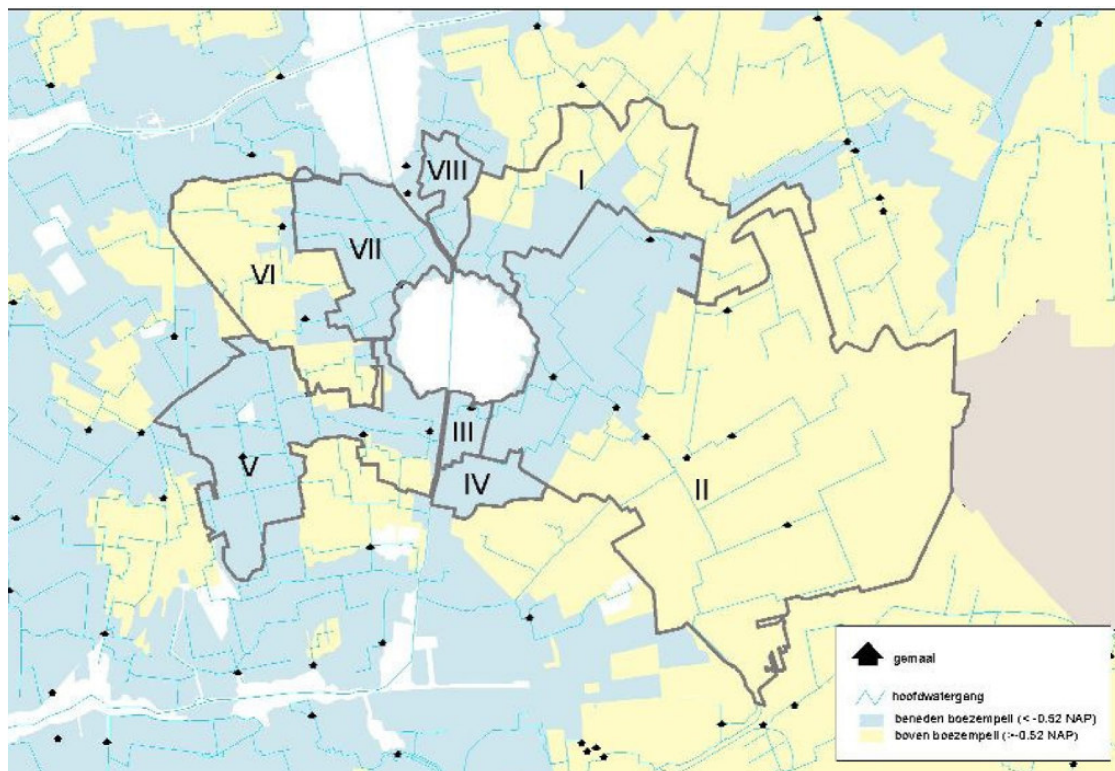 VIII
I
VII
VI
III
V
IV
II
gemaal
hoofdwatergang
beneden boezempeil (< -0.52 NAP)
boven boezempeil (>-0.52 NAP)